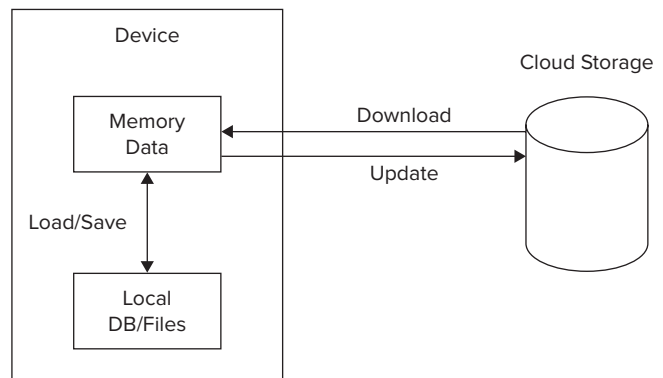 Device
Cloud Storage
Memory
Data
Download
Update
Load/Save
Local
DB/Files